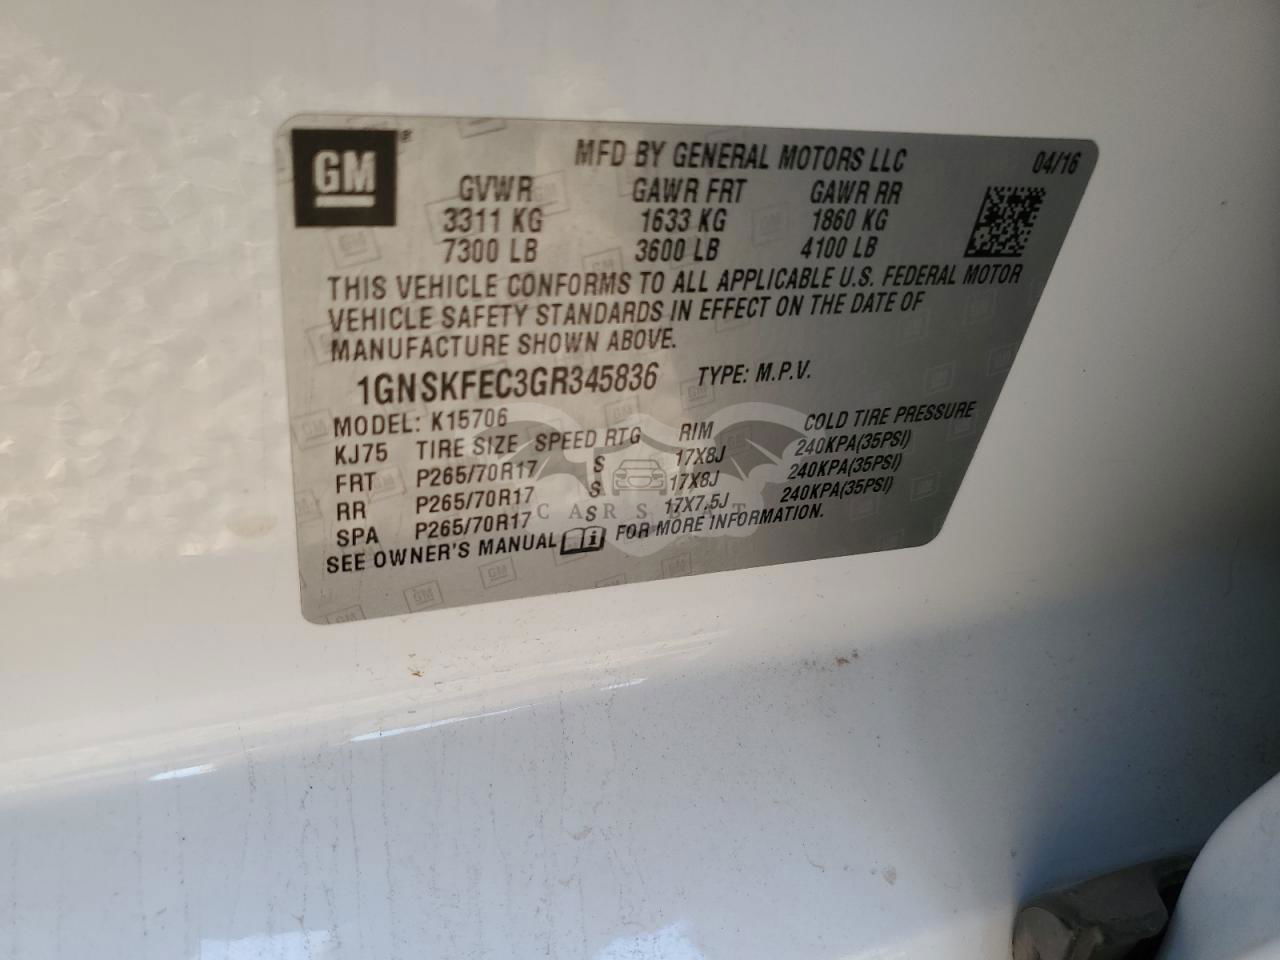 GM® MFD BY GENERAL MOTORS LLC 04/16
GVWR GAWR FRT GAWR RR
3311 KG 1633 KG 1860 KG
7300 LB 3600 LB 4100 LB
THIS VEHICLE CONFORMS TO ALL APPLICABLE U.S. FEDERAL MOTOR
VEHICLE SAFETY STANDARDS IN EFFECT ON THE DATE OF
MANUFACTURE SHOWN ABOVE.
1GNSKFEC3GR345836 TYPE: M.P.V.
MODEL: K15706
KJ75 TIRE SIZE SPEED RTG RIM COLD TIRE PRESSURE
FRT P265/70R17 S 17X8J 240KPA(35PSI)
RR P265/70R17 S 17X8J 240KPA(35PSI)
SPA P265/70R17 S 17X7.5J 240KPA(35PSI)
SEE OWNER'S MANUAL i FOR MORE INFORMATION.
CARSBAT